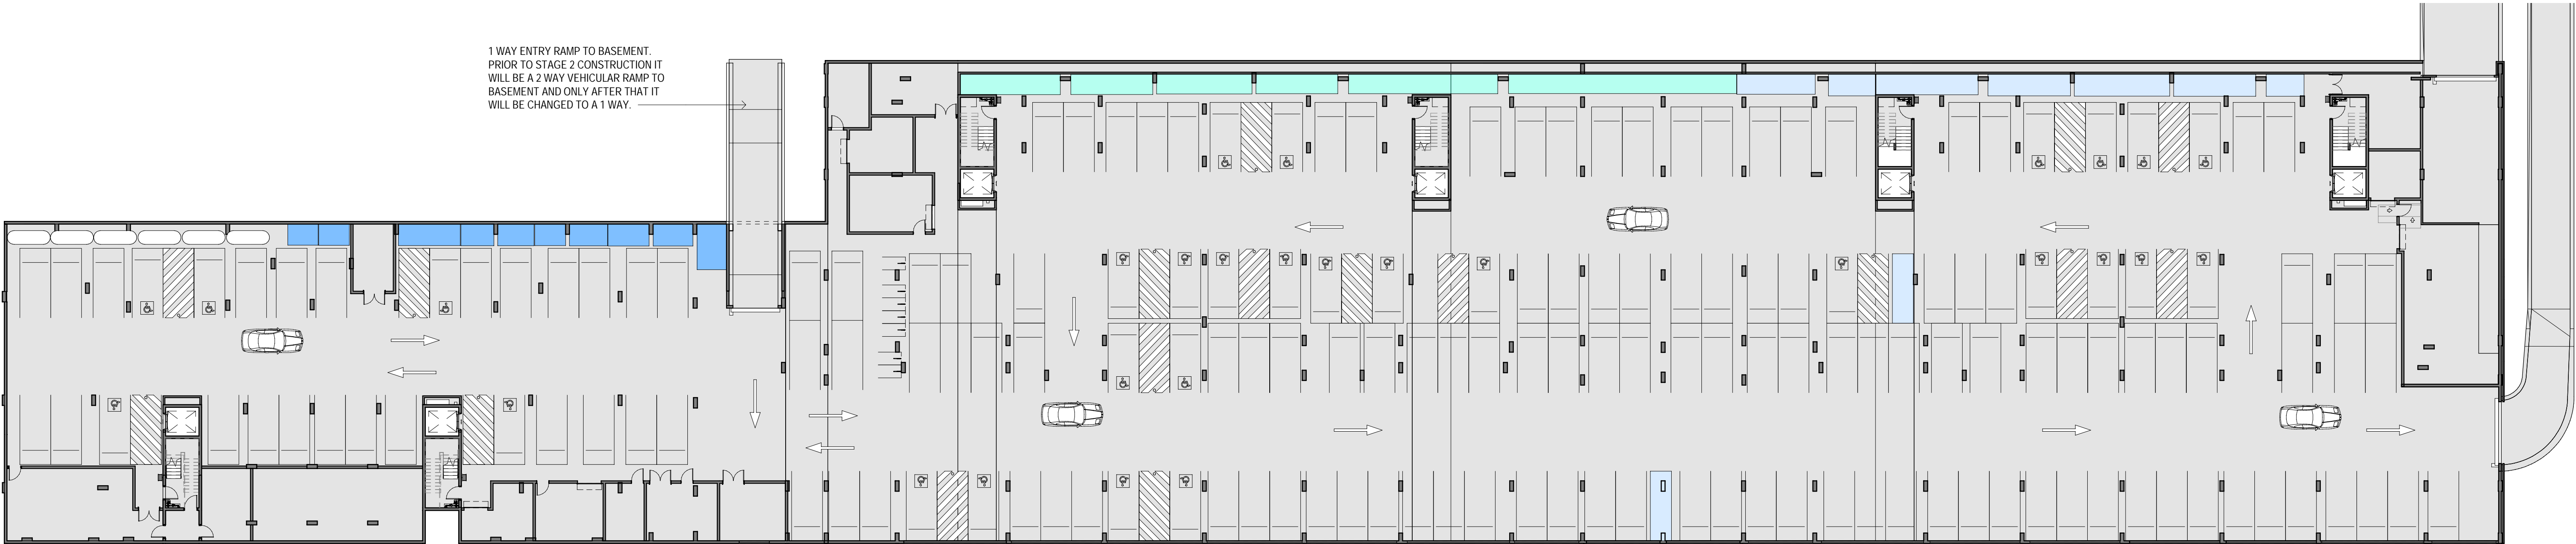 1 WAY ENTRY RAMP TO BASEMENT.
PRIOR TO STAGE 2 CONSTRUCTION IT
WILL BE A 2 WAY VEHICULAR RAMP TO
BASEMENT AND ONLY AFTER THAT IT
WILL BE CHANGED TO A 1 WAY.